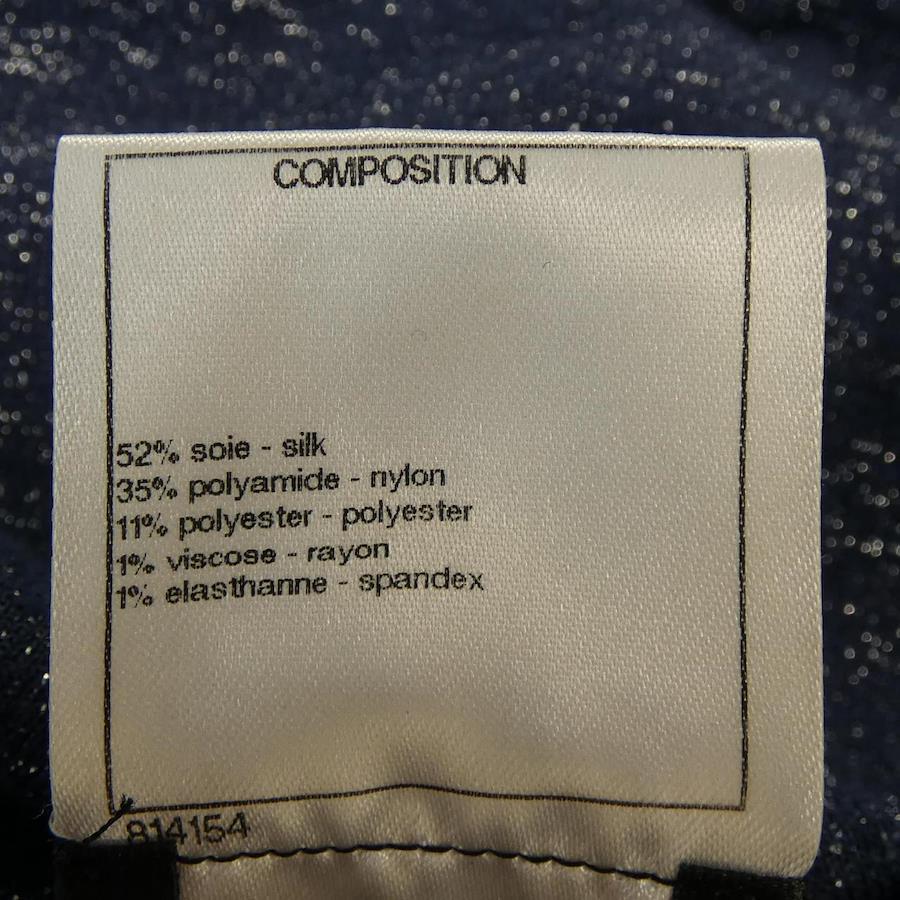 COMPOSITION
52% soie - silk
35% polyamide - nylon
11% polyester - polyester
1% viscose - rayon
1% elasthanne - spandex
814154